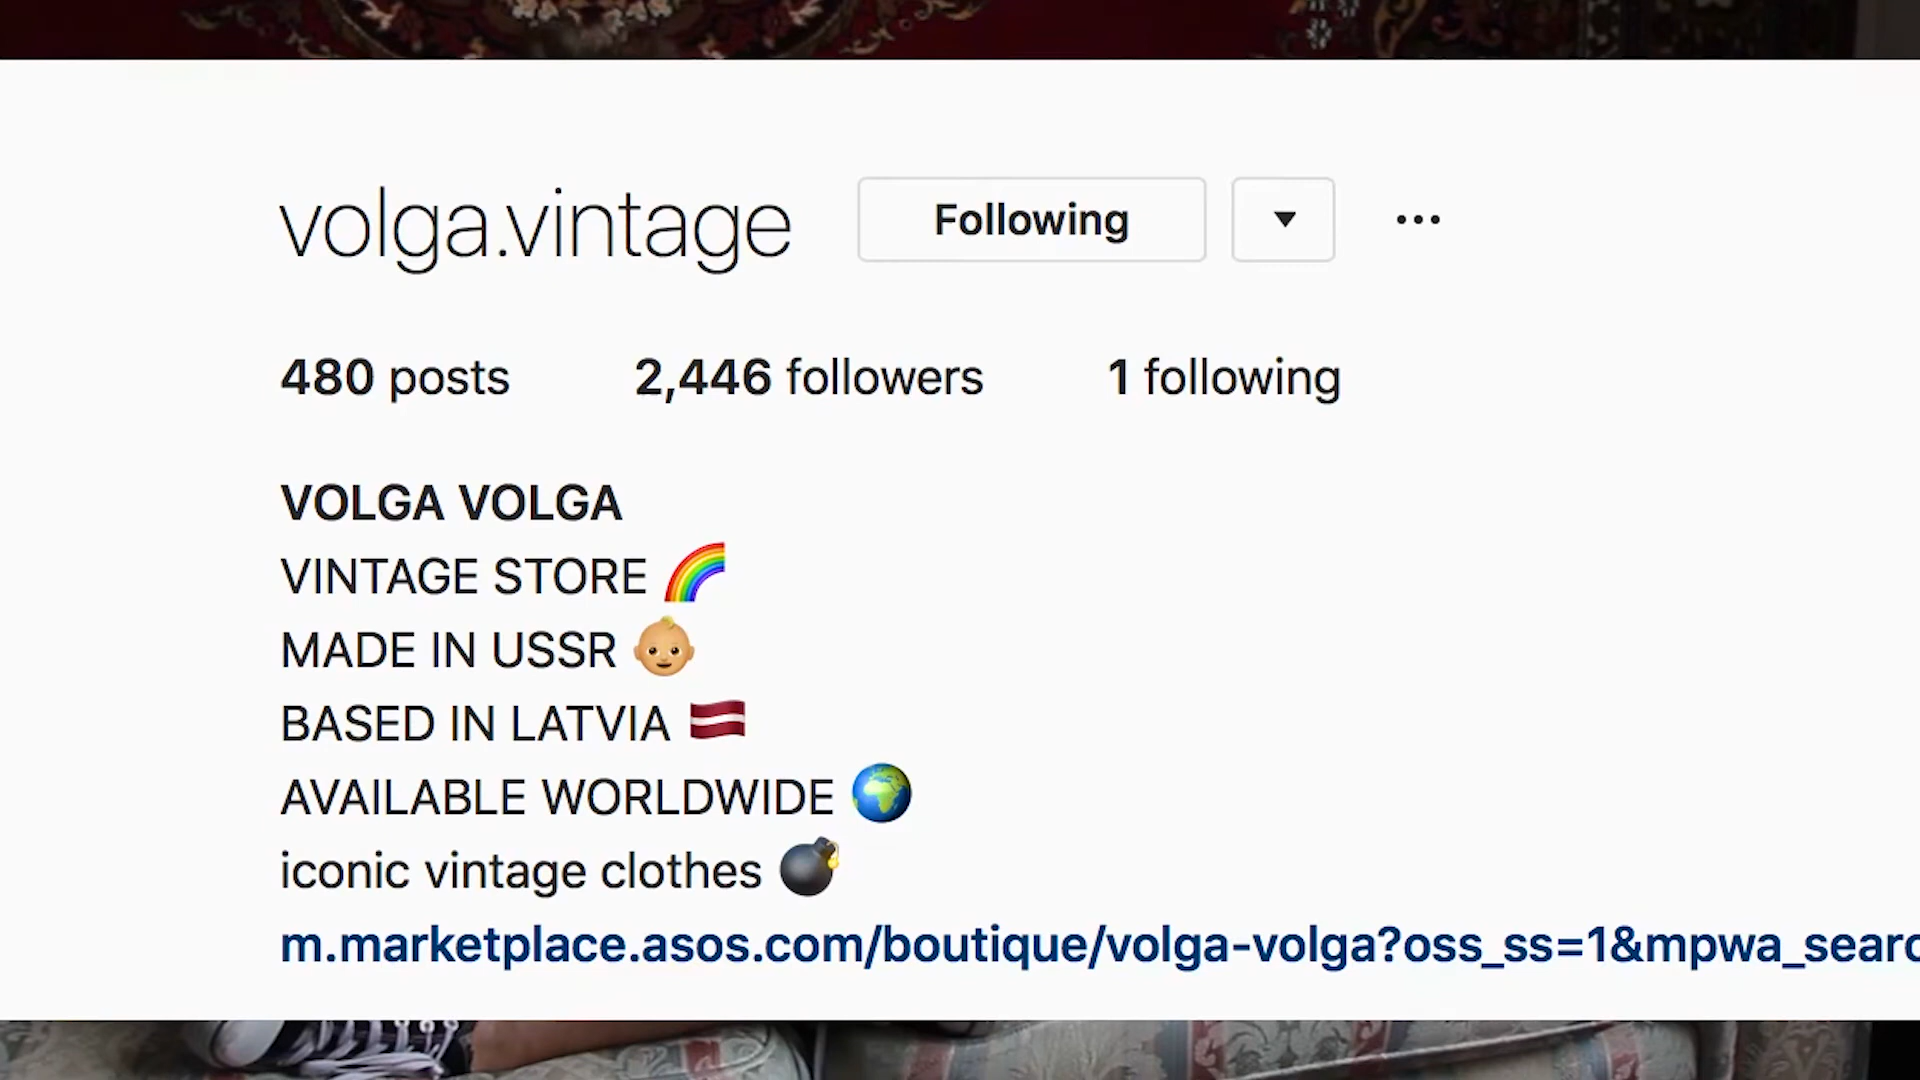 volga.vintage Following ▼ •••
480 posts 2,446 followers 1 following
VOLGA VOLGA
VINTAGE STORE 🌈
MADE IN USSR 👶🏼
BASED IN LATVIA 🇱🇻
AVAILABLE WORLDWIDE 🌍
iconic vintage clothes 💣
m.marketplace.asos.com/boutique/volga-volga?oss_ss=1&mpwa_searc